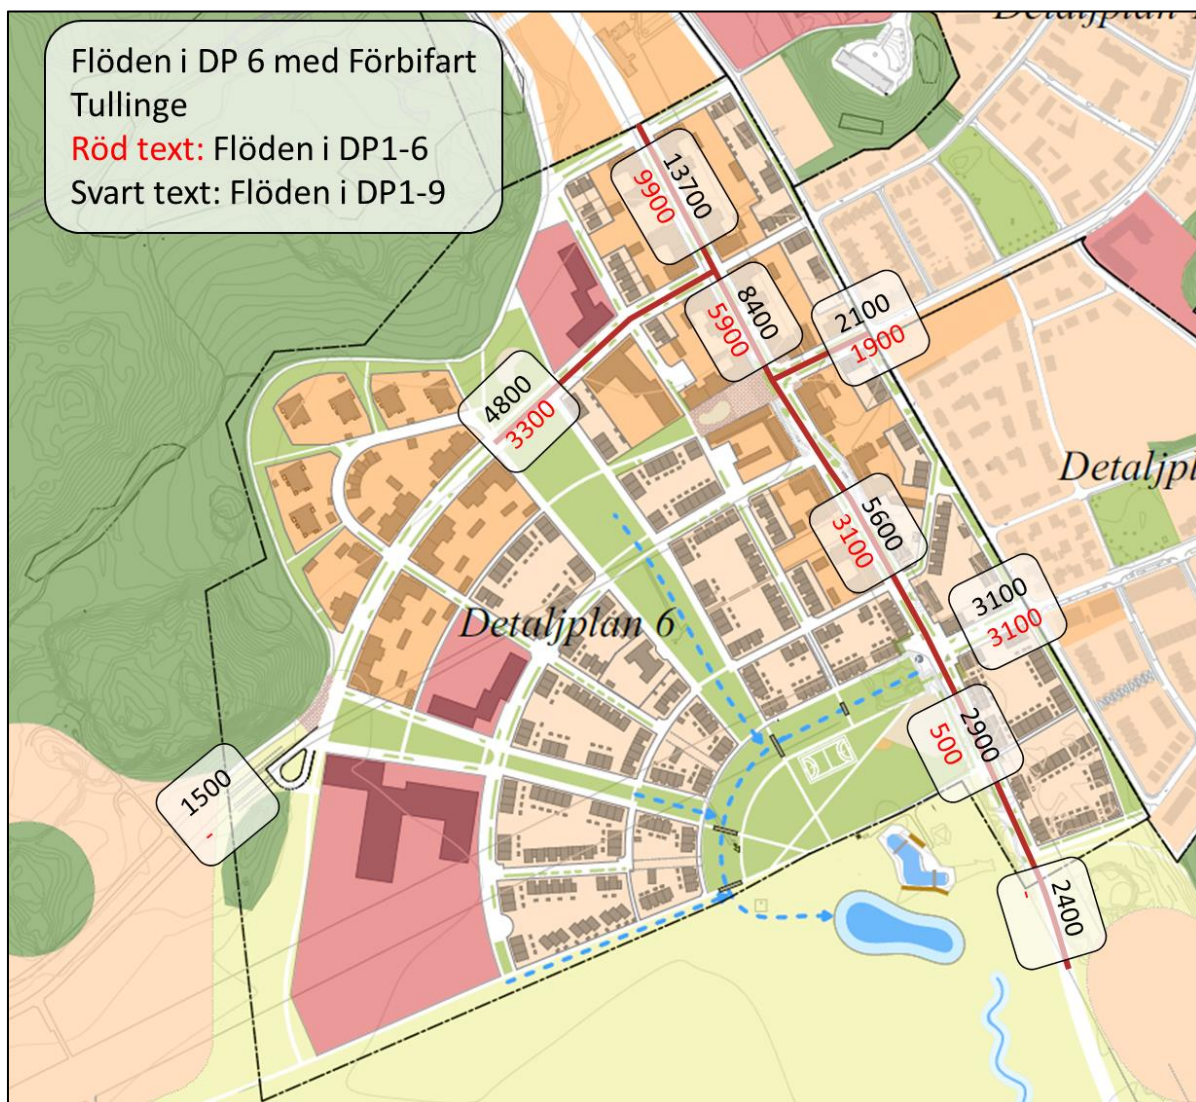 Flöden i DP 6 med Förbifart
Tullinge
Röd text: Flöden i DP1-6
Svart text: Flöden i DP1-9
Detaljplan
13700
9900
8400
5900
2100
1900
4800
3300
Detaljpl
5600
3100
3100
3100
Detaljplan 6
2900
500
1500
-
2400
-